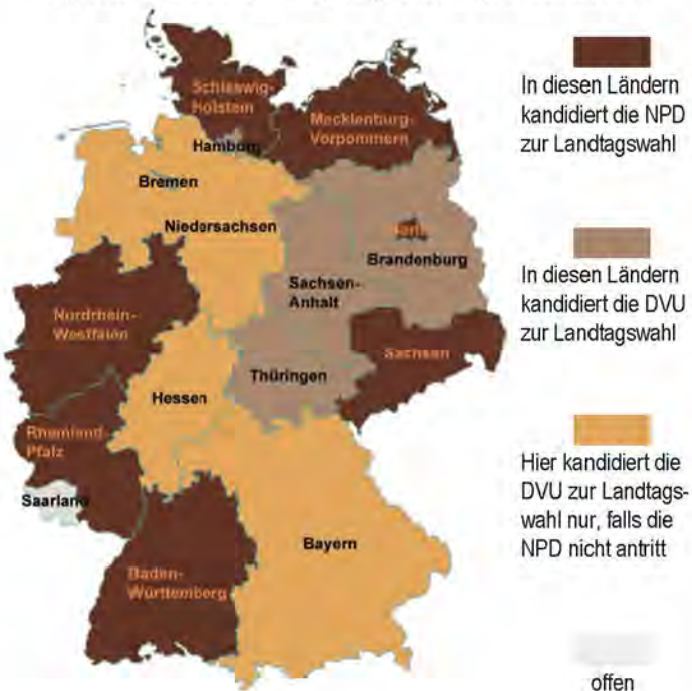 Schleswig-
Holstein
Mecklenburg-
Vorpommern
Hamburg
Bremen
Niedersachsen
Brandenburg
Sachsen-
Anhalt
Nordrhein-
Westfalen
Sachsen
Thüringen
Hessen
Rheinland-
Pfalz
Saarland
Bayern
Baden-
Württemberg
In diesen Ländern
kandidiert die NPD
zur Landtagswahl
In diesen Ländern
kandidiert die DVU
zur Landtagswahl
Hier kandidiert die
DVU zur Landtags-
wahl nur, falls die
NPD nicht antritt
offen